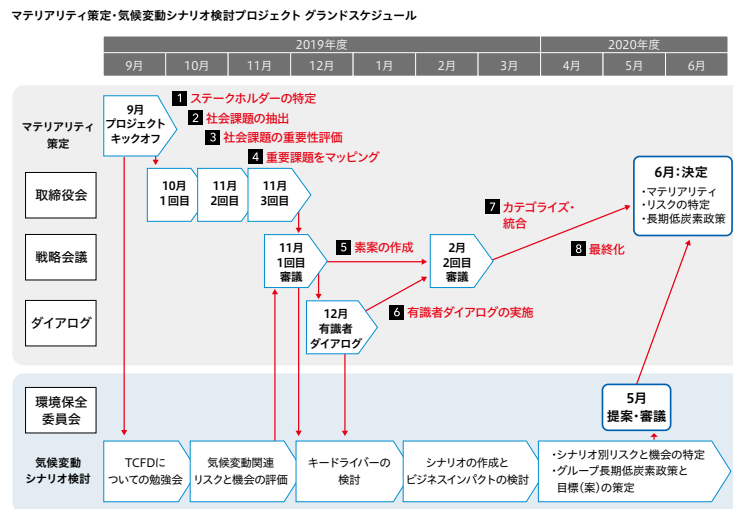 マテリアリティ策定・気候変動シナリオ検討プロジェクト グランドスケジュール
2019年度
2020年度
9月
10月
11月
12月
1月
2月
3月
4月
5月
6月
マテリアリティ
策定
9月
プロジェクト
キックオフ
1 ステークホルダーの特定
2 社会課題の抽出
3 社会課題の重要性評価
4 重要課題をマッピング
取締役会
10月
1回目
11月
2回目
11月
3回目
7 カテゴライズ・
統合
6月：決定
・マテリアリティ
・リスクの特定
・長期低炭素政策
戦略会議
11月
1回目
審議
5 素案の作成
2月
2回目
審議
8 最終化
ダイアログ
12月
有識者
ダイアログ
6 有識者ダイアログの実施
環境保全
委員会
5月
提案・審議
気候変動
シナリオ検討
TCFDに
ついての勉強会
気候変動関連
リスクと機会の評価
キードライバーの
検討
シナリオの作成と
ビジネスインパクトの検討
・シナリオ別リスクと機会の特定
・グループ長期低炭素政策と
目標（案）の策定